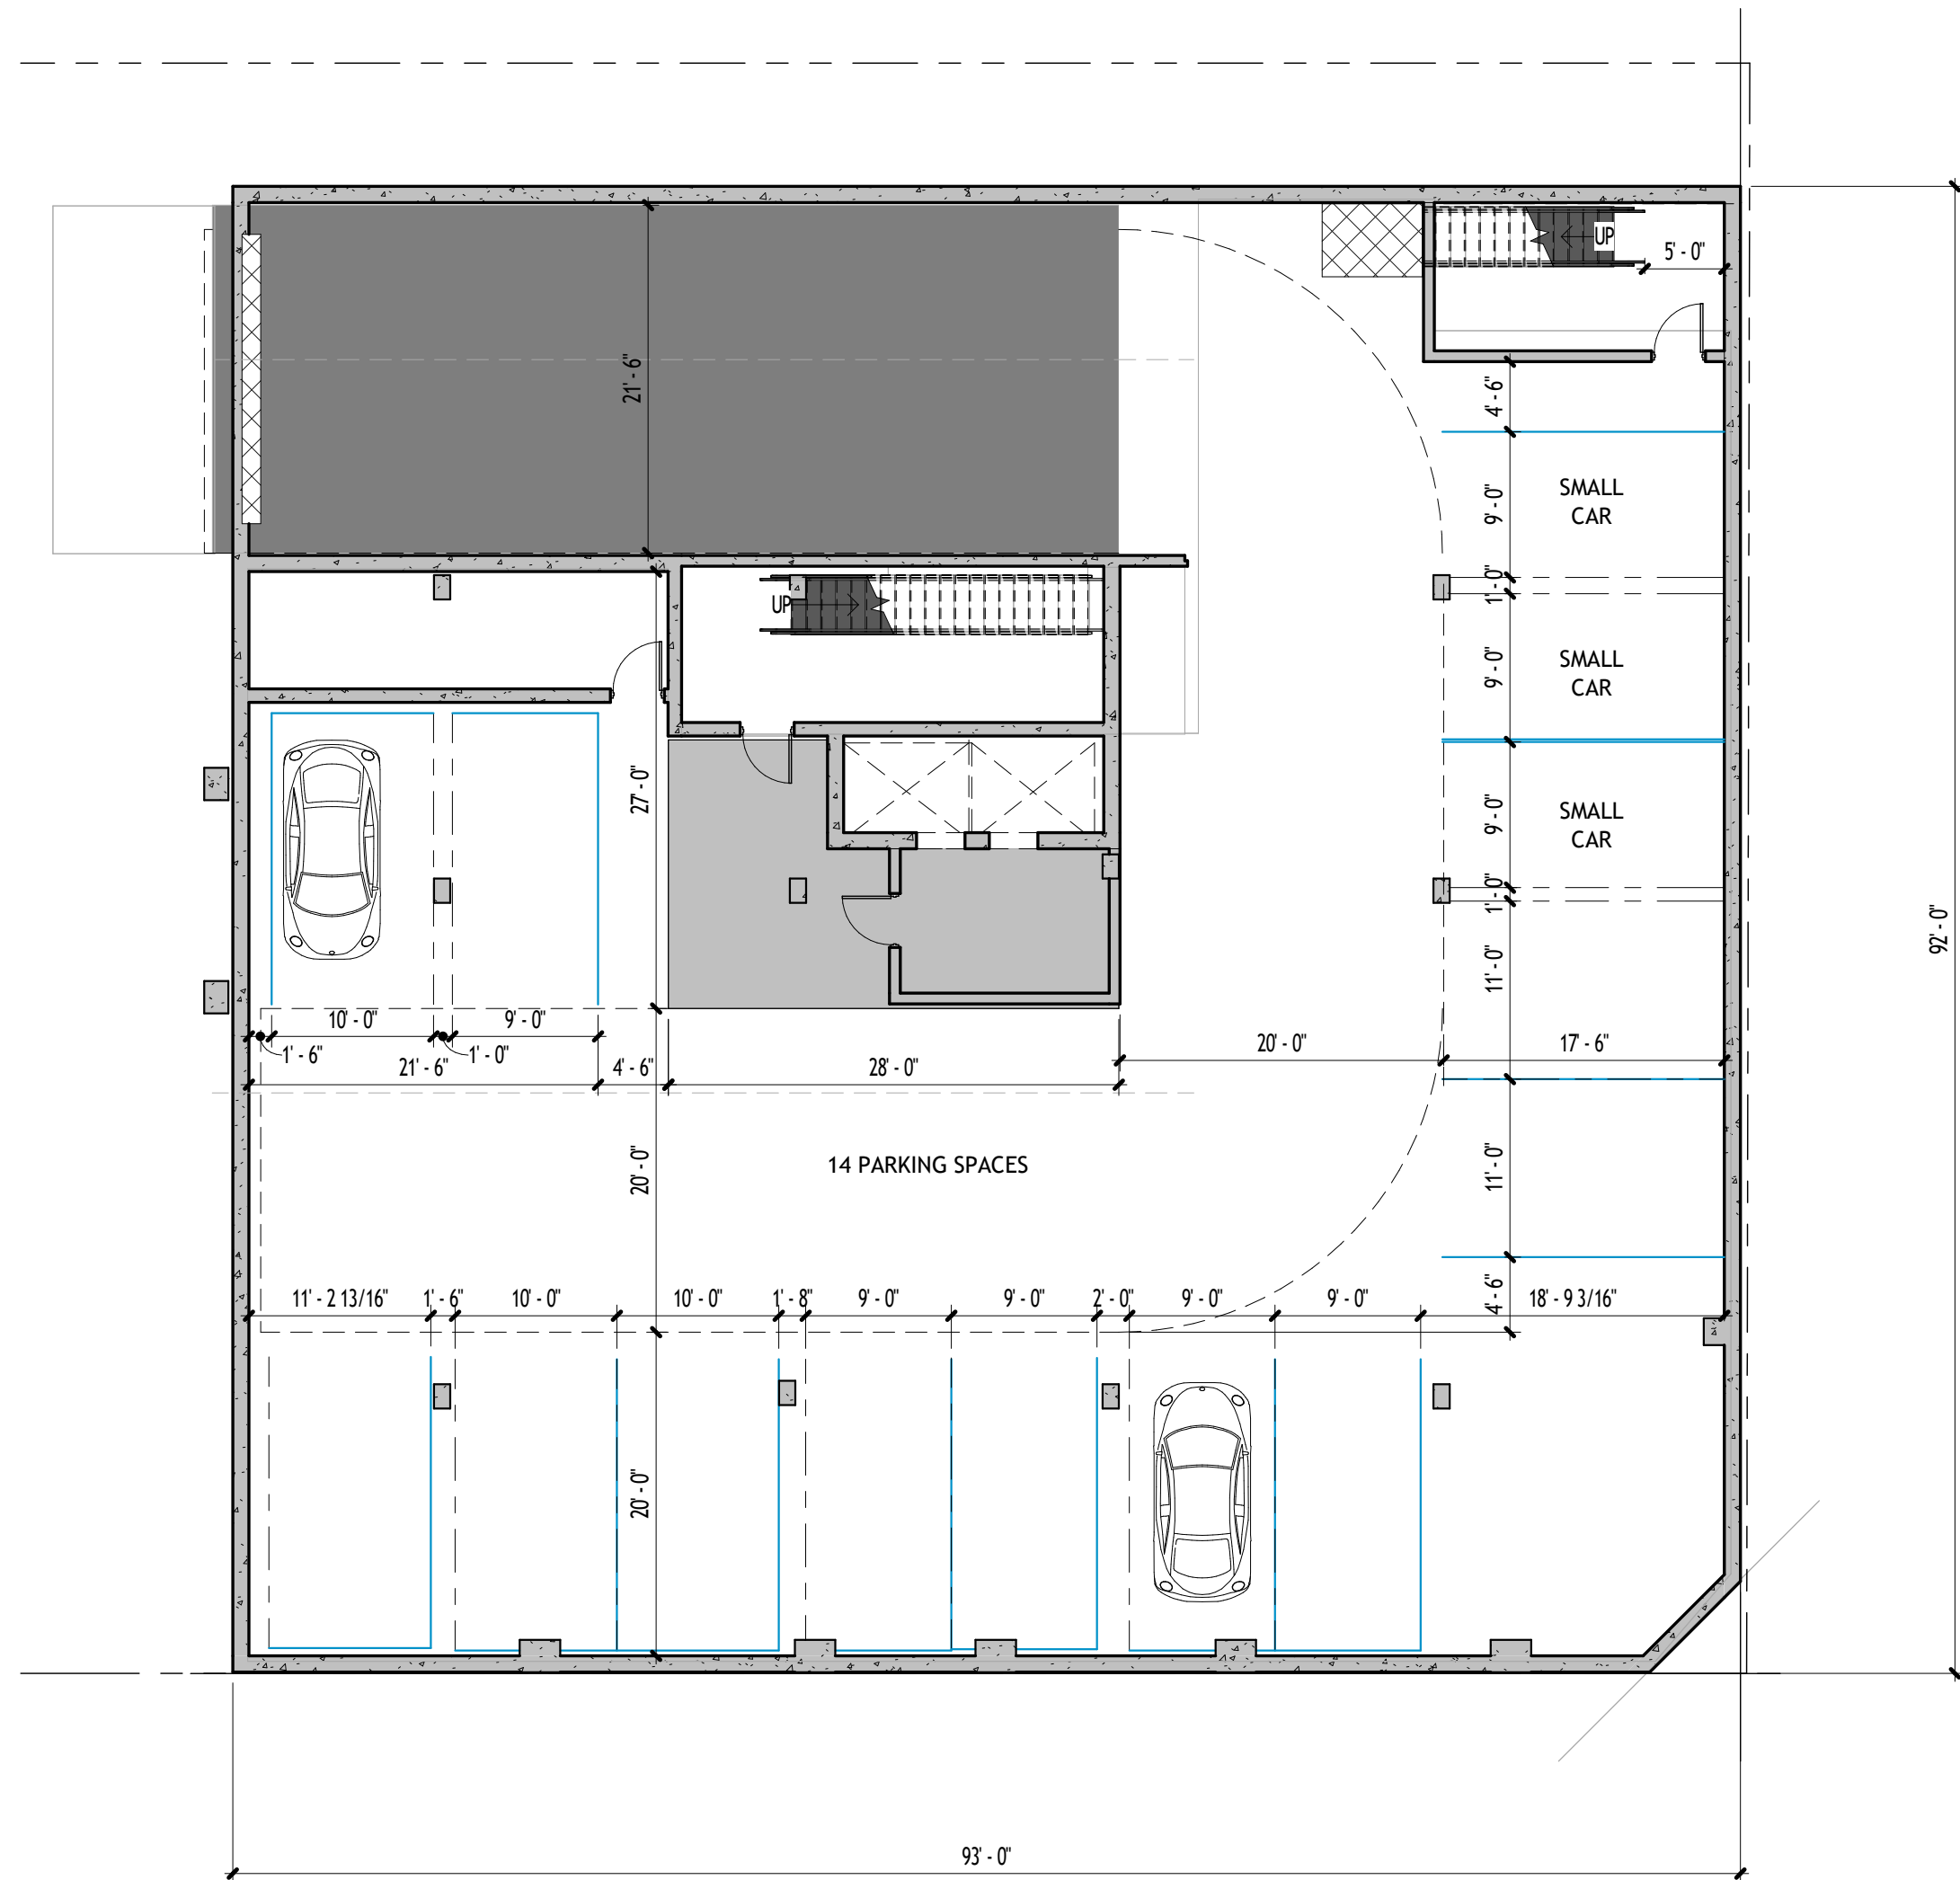 UP
5' - 0"
21' - 6"
4' - 6"
SMALL
CAR
9' - 0"
1' - 0"
UP
SMALL
CAR
9' - 0"
27' - 0"
SMALL
CAR
9' - 0"
1' - 0"
92' - 0"
11' - 0"
10' - 0"
9' - 0"
1' - 6"
1' - 0"
21' - 6"
4' - 6"
28' - 0"
20' - 0"
17' - 6"
14 PARKING SPACES
20' - 0"
11' - 0"
11' - 2 13/16"
1' - 6"
10' - 0"
10' - 0"
1' - 8"
9' - 0"
9' - 0"
2' - 0"
9' - 0"
9' - 0"
4' - 6"
18' - 9 3/16"
20' - 0"
93' - 0"